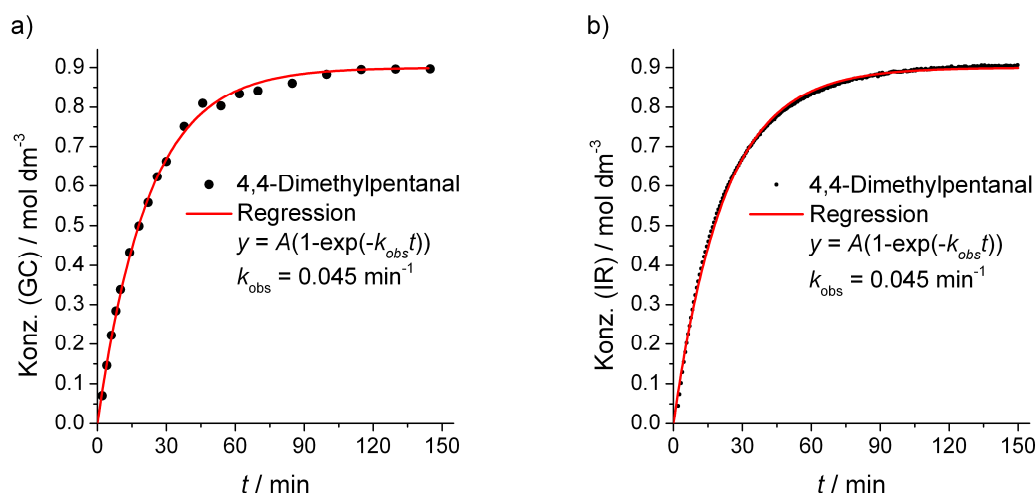 a)
Konz. (GC) / mol dm⁻³
0.9
0.8
0.7
0.6
0.5
0.4
0.3
0.2
0.1
0.0
4,4-Dimethylpentanal
Regression
y = A(1-exp(-k_obs t))
k_obs = 0.045 min⁻¹
0 30 60 90 120 150
t / min
b)
Konz. (IR) / mol dm⁻³
0.9
0.8
0.7
0.6
0.5
0.4
0.3
0.2
0.1
0.0
4,4-Dimethylpentanal
Regression
y = A(1-exp(-k_obs t))
k_obs = 0.045 min⁻¹
0 30 60 90 120 150
t / min